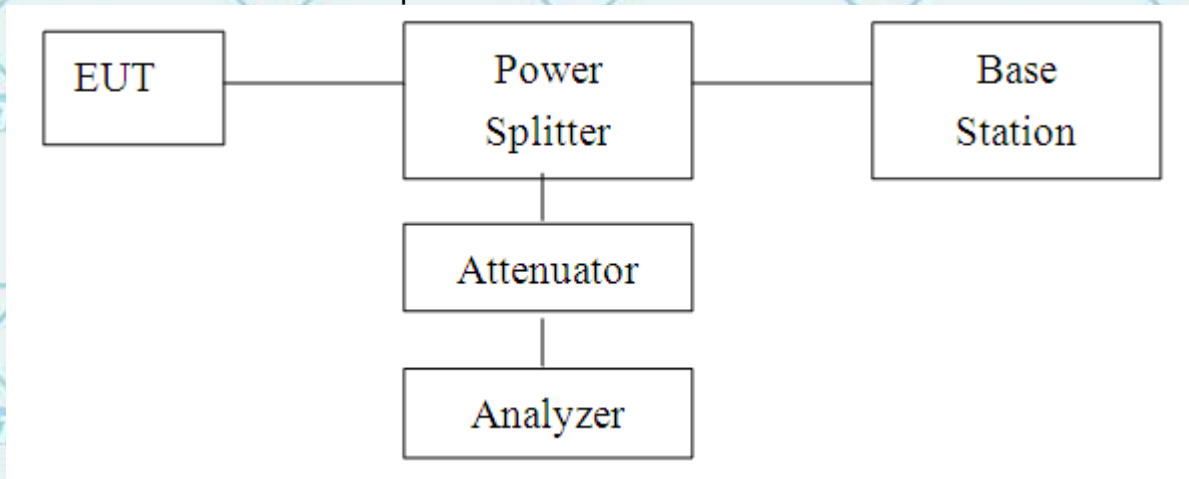 EUT
Power
Splitter
Base
Station
Attenuator
Analyzer